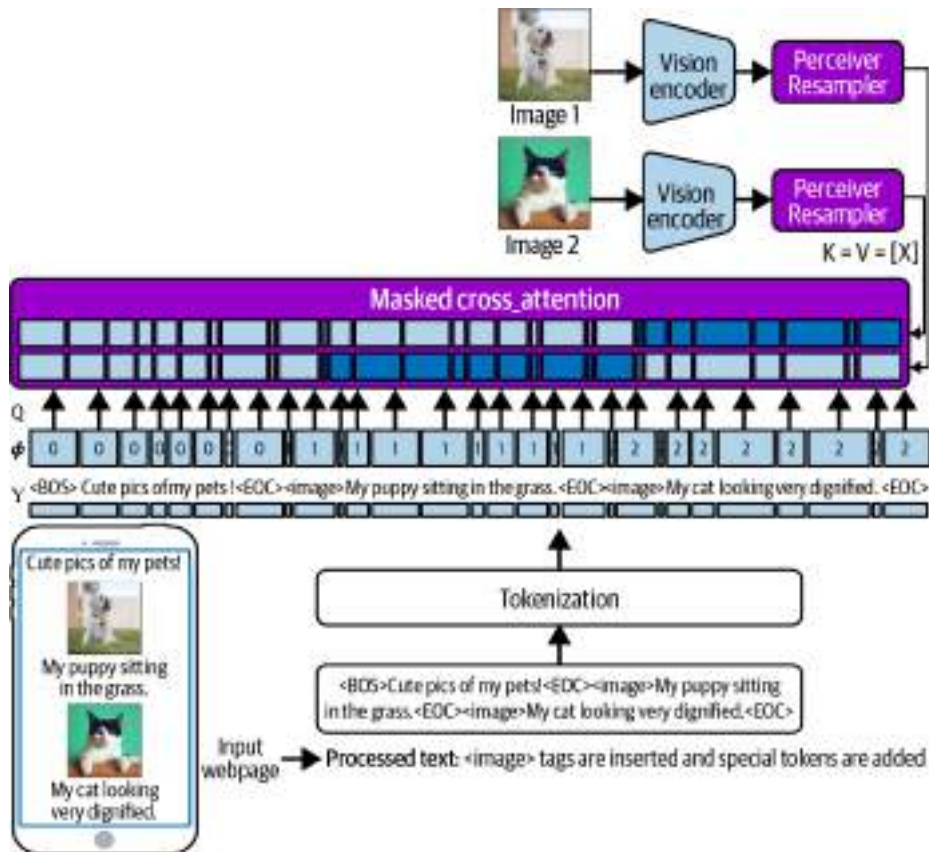 Vision
encoder
Perceiver
Resampler
Image 1
Vision
encoder
Perceiver
Resampler
Image 2
K = V = [X]
Masked cross_attention
Q
ϕ 0 0 0 0 0 0 0 1 1 1 1 1 1 1 1 2 2 2 2 2 2 2
Y <BOS> Cute pics of my pets !<EOC><image>My puppy sitting in the grass. <EOC><image>My cat looking very dignified. <EOC>
Cute pics of my pets!
My puppy sitting
in the grass.
My cat looking
very dignified.
Tokenization
<BOS>Cute pics of my pets!<EOC><image>My puppy sitting
in the grass.<EOC><image>My cat looking very dignified.<EOC>
Input
webpage
Processed text: <image> tags are inserted and special tokens are added